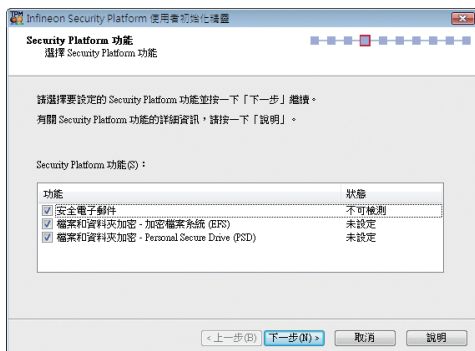 Infineon Security Platform 使用者初始化精靈
Security Platform 功能
選擇 Security Platform 功能
請選擇要設定的 Security Platform 功能並按一下「下一步」繼續。
有關 Security Platform 功能的詳細資訊，請按一下「說明」。
Security Platform 功能(S)：
功能 狀態
安全電子郵件 不可檢測
檔案和資料夾加密 - 加密檔案系統 (EFS) 未設定
檔案和資料夾加密 - Personal Secure Drive (PSD) 未設定
<上一步(B) 下一步(N)> 取消 說明